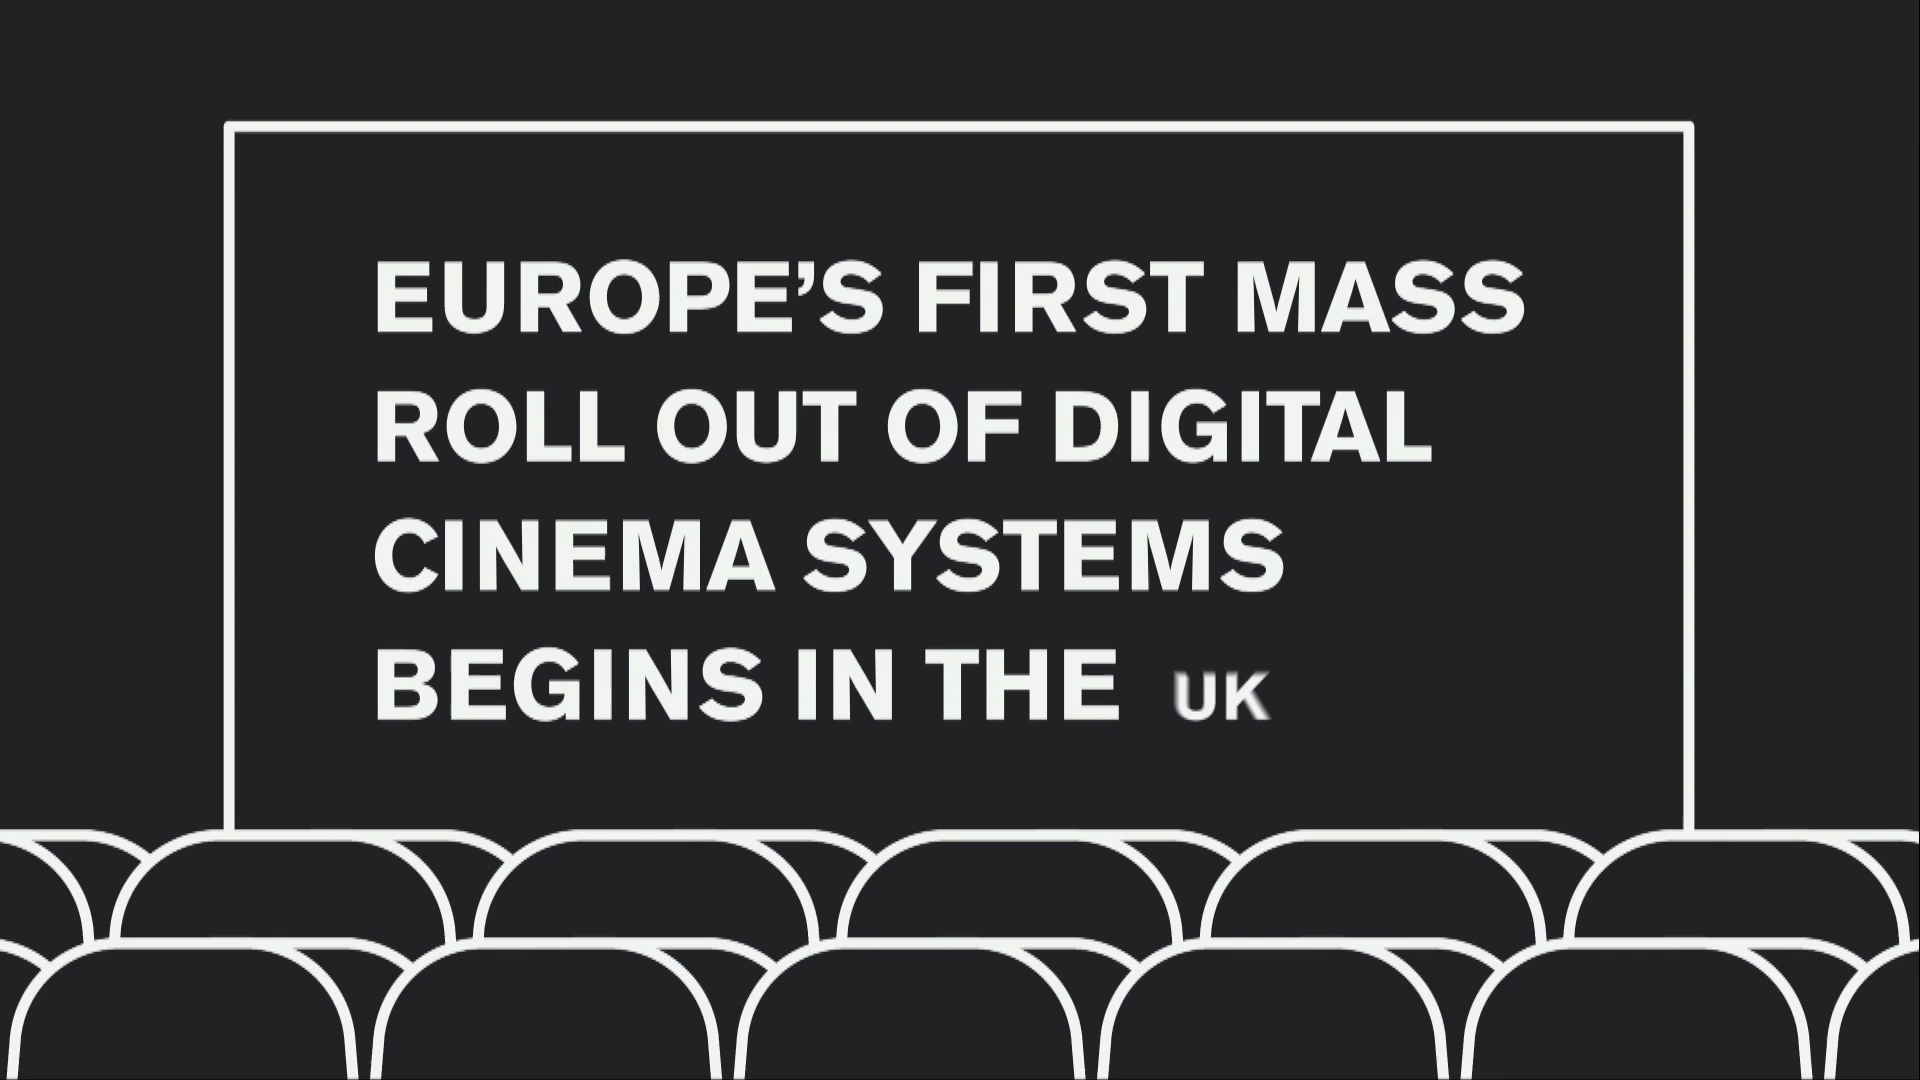 EUROPE’S FIRST MASS
ROLL OUT OF DIGITAL
CINEMA SYSTEMS
BEGINS IN THE UK